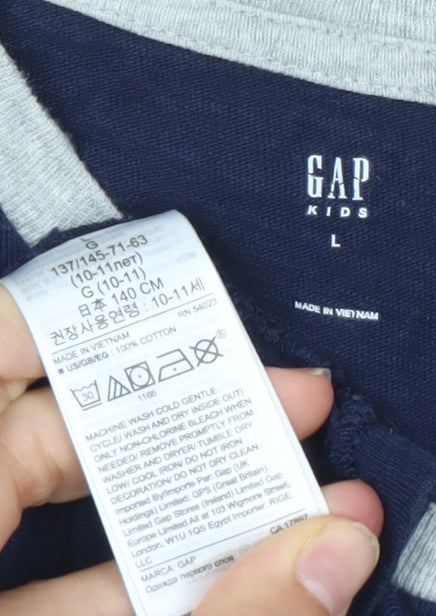 GAP
KIDS
L
MADE IN VIETNAM
G
137/145-71-63
(10-11лет)
G (10-11)
日本 140 CM
권장사용연령 : 10-11세
RN 54023
MADE IN VIETNAM
■ US/GB/EG : 100% COTTON
30
®
1166
MACHINE WASH COLD GENTLE
CYCLE/ WASH AND DRY INSIDE OUT/
ONLY NON-CHLORINE BLEACH WHEN
NEEDED/ REMOVE PROMPTLY FROM
WASHER AND DRYER/ TUMBLE DRY
LOW/ COOL IRON/ DO NOT IRON
DECORATION/ DO NOT DRY CLEAN
Imported By/Importe Par Gap (UK
Holdings) Limited. GPS (Great Britain)
Limited Gap Stores (Ireland) Limited Gap
Europe Limited All at 103 Wigmore Street,
London, W1U 1QS Egypt Importer: RIGE,
LLC
CA 17897
MARCA: GAP
Одежда первого слоя